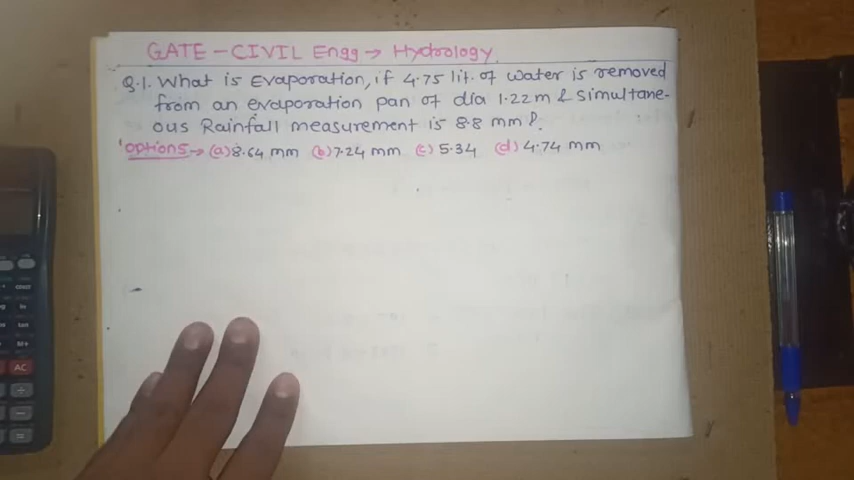 GATE - CIVIL Engg → Hydrology
Q.1. What is Evaporation, if 4.75 lit. of water is removed
from an evaporation pan of dia 1.22m & simultane-
ous Rainfall measurement is 8.8 mm?
OPTIONS → (a) 8.64 mm (b) 7.24 mm (c) 5.34 (d) 4.74 mm
AC